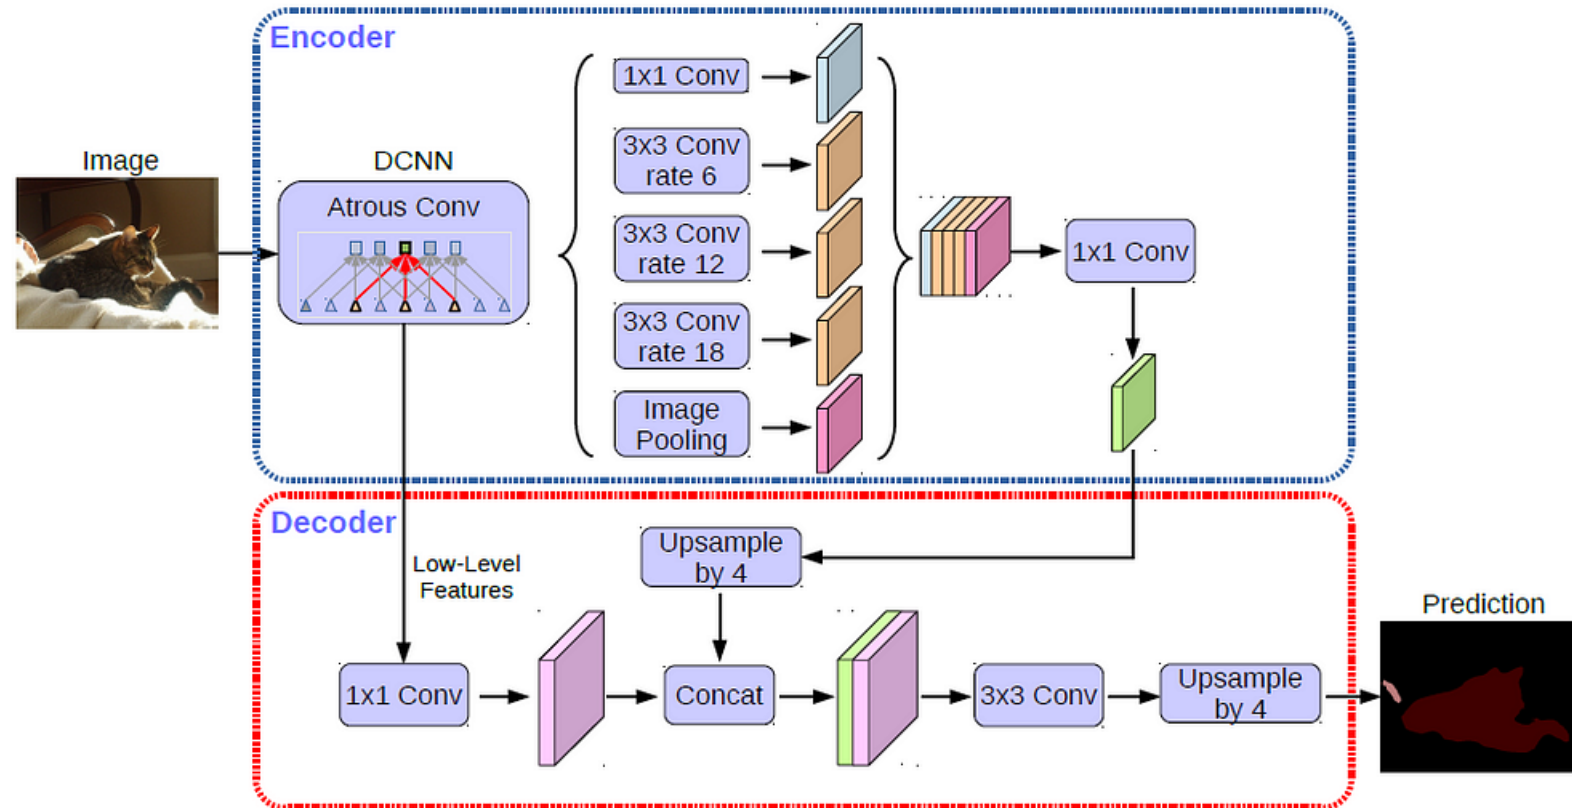 Encoder
Image
DCNN
Atrous Conv
1x1 Conv
3x3 Conv
rate 6
3x3 Conv
rate 12
3x3 Conv
rate 18
Image
Pooling
1x1 Conv
Decoder
Low-Level
Features
Upsample
by 4
1x1 Conv
Concat
3x3 Conv
Upsample
by 4
Prediction